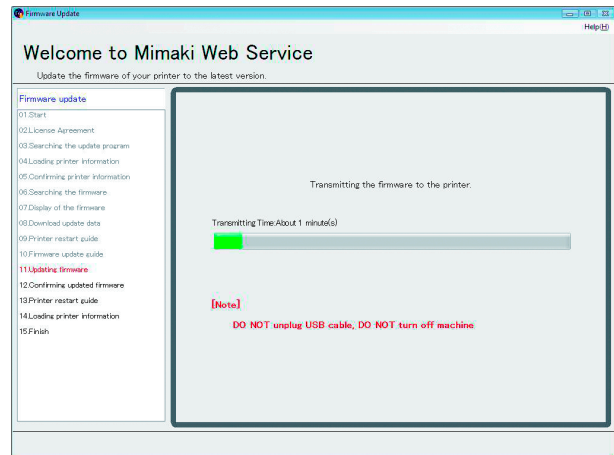 Firmware Update
Help(H)
Welcome to Mimaki Web Service
Update the firmware of your printer to the latest version.
Firmware update
01.Start
02.License Agreement
03.Searching the update program
04.Loading printer information
05.Confirming printer information
06.Searching the firmware
07.Display of the firmware
08.Download update data
09.Printer restart guide
10.Firmware update guide
11.Updating firmware
12.Confirming updated firmware
13.Printer restart guide
14.Loading printer information
15.Finish
Transmitting the firmware to the printer.
Transmitting Time:About 1 minute(s)
[Note]
DO NOT unplug USB cable, DO NOT turn off machine